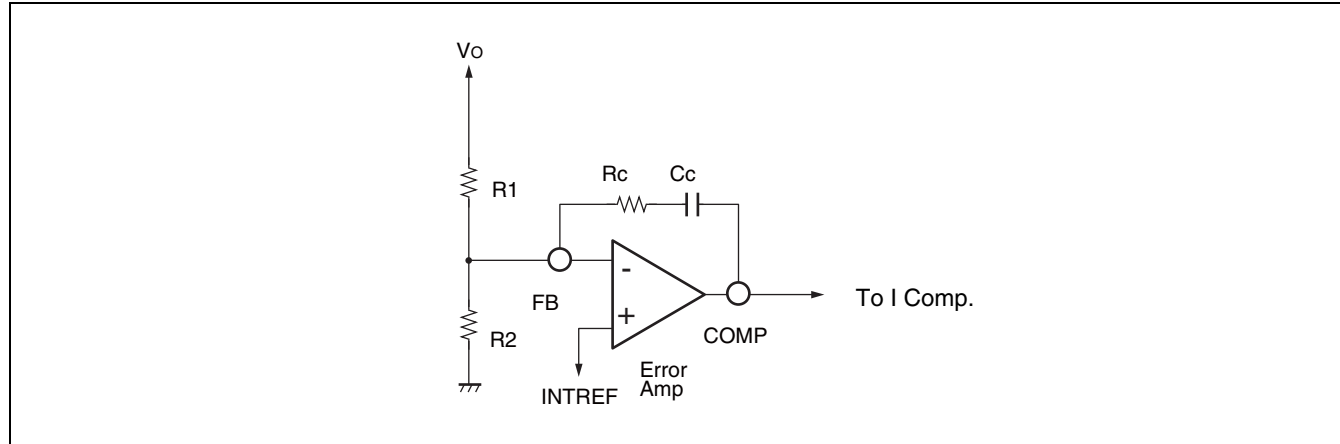 Vo
R1
Rc
Cc
-
FB
+
R2
COMP
To I Comp.
INTREF
Error
Amp